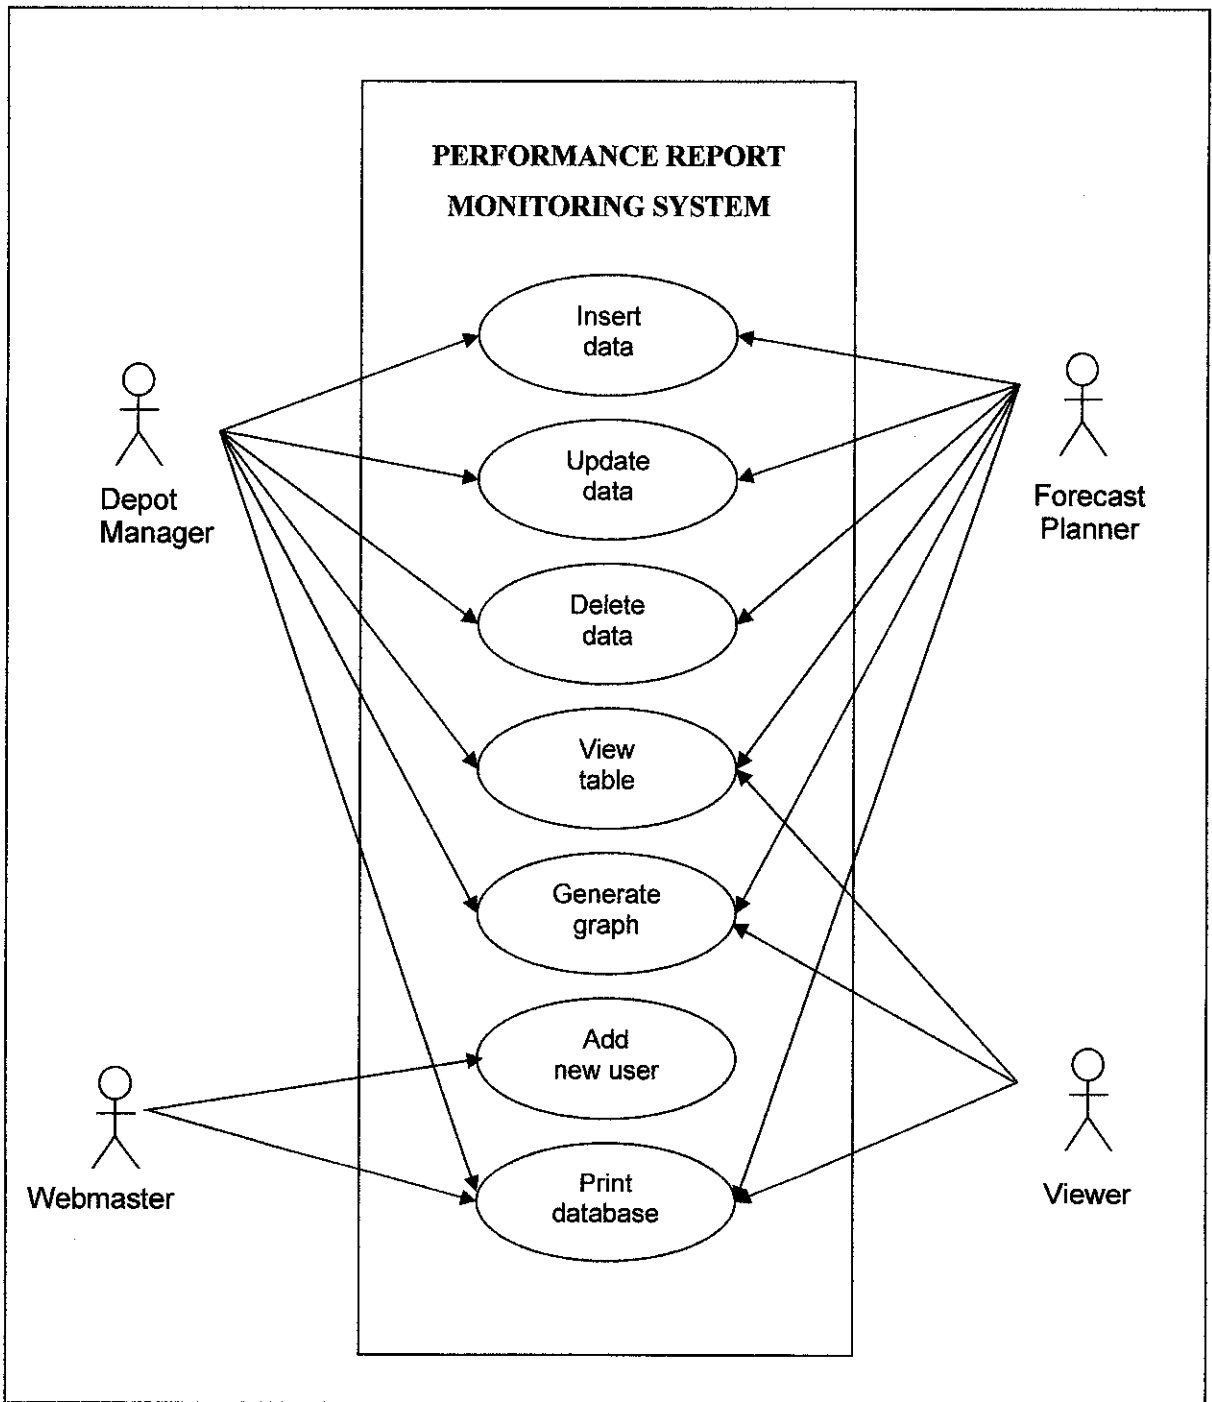 PERFORMANCE REPORT
MONITORING SYSTEM
Insert
data
Update
data
Delete
data
View
table
Generate
graph
Add
new user
Print
database
Depot
Manager
Webmaster
Forecast
Planner
Viewer